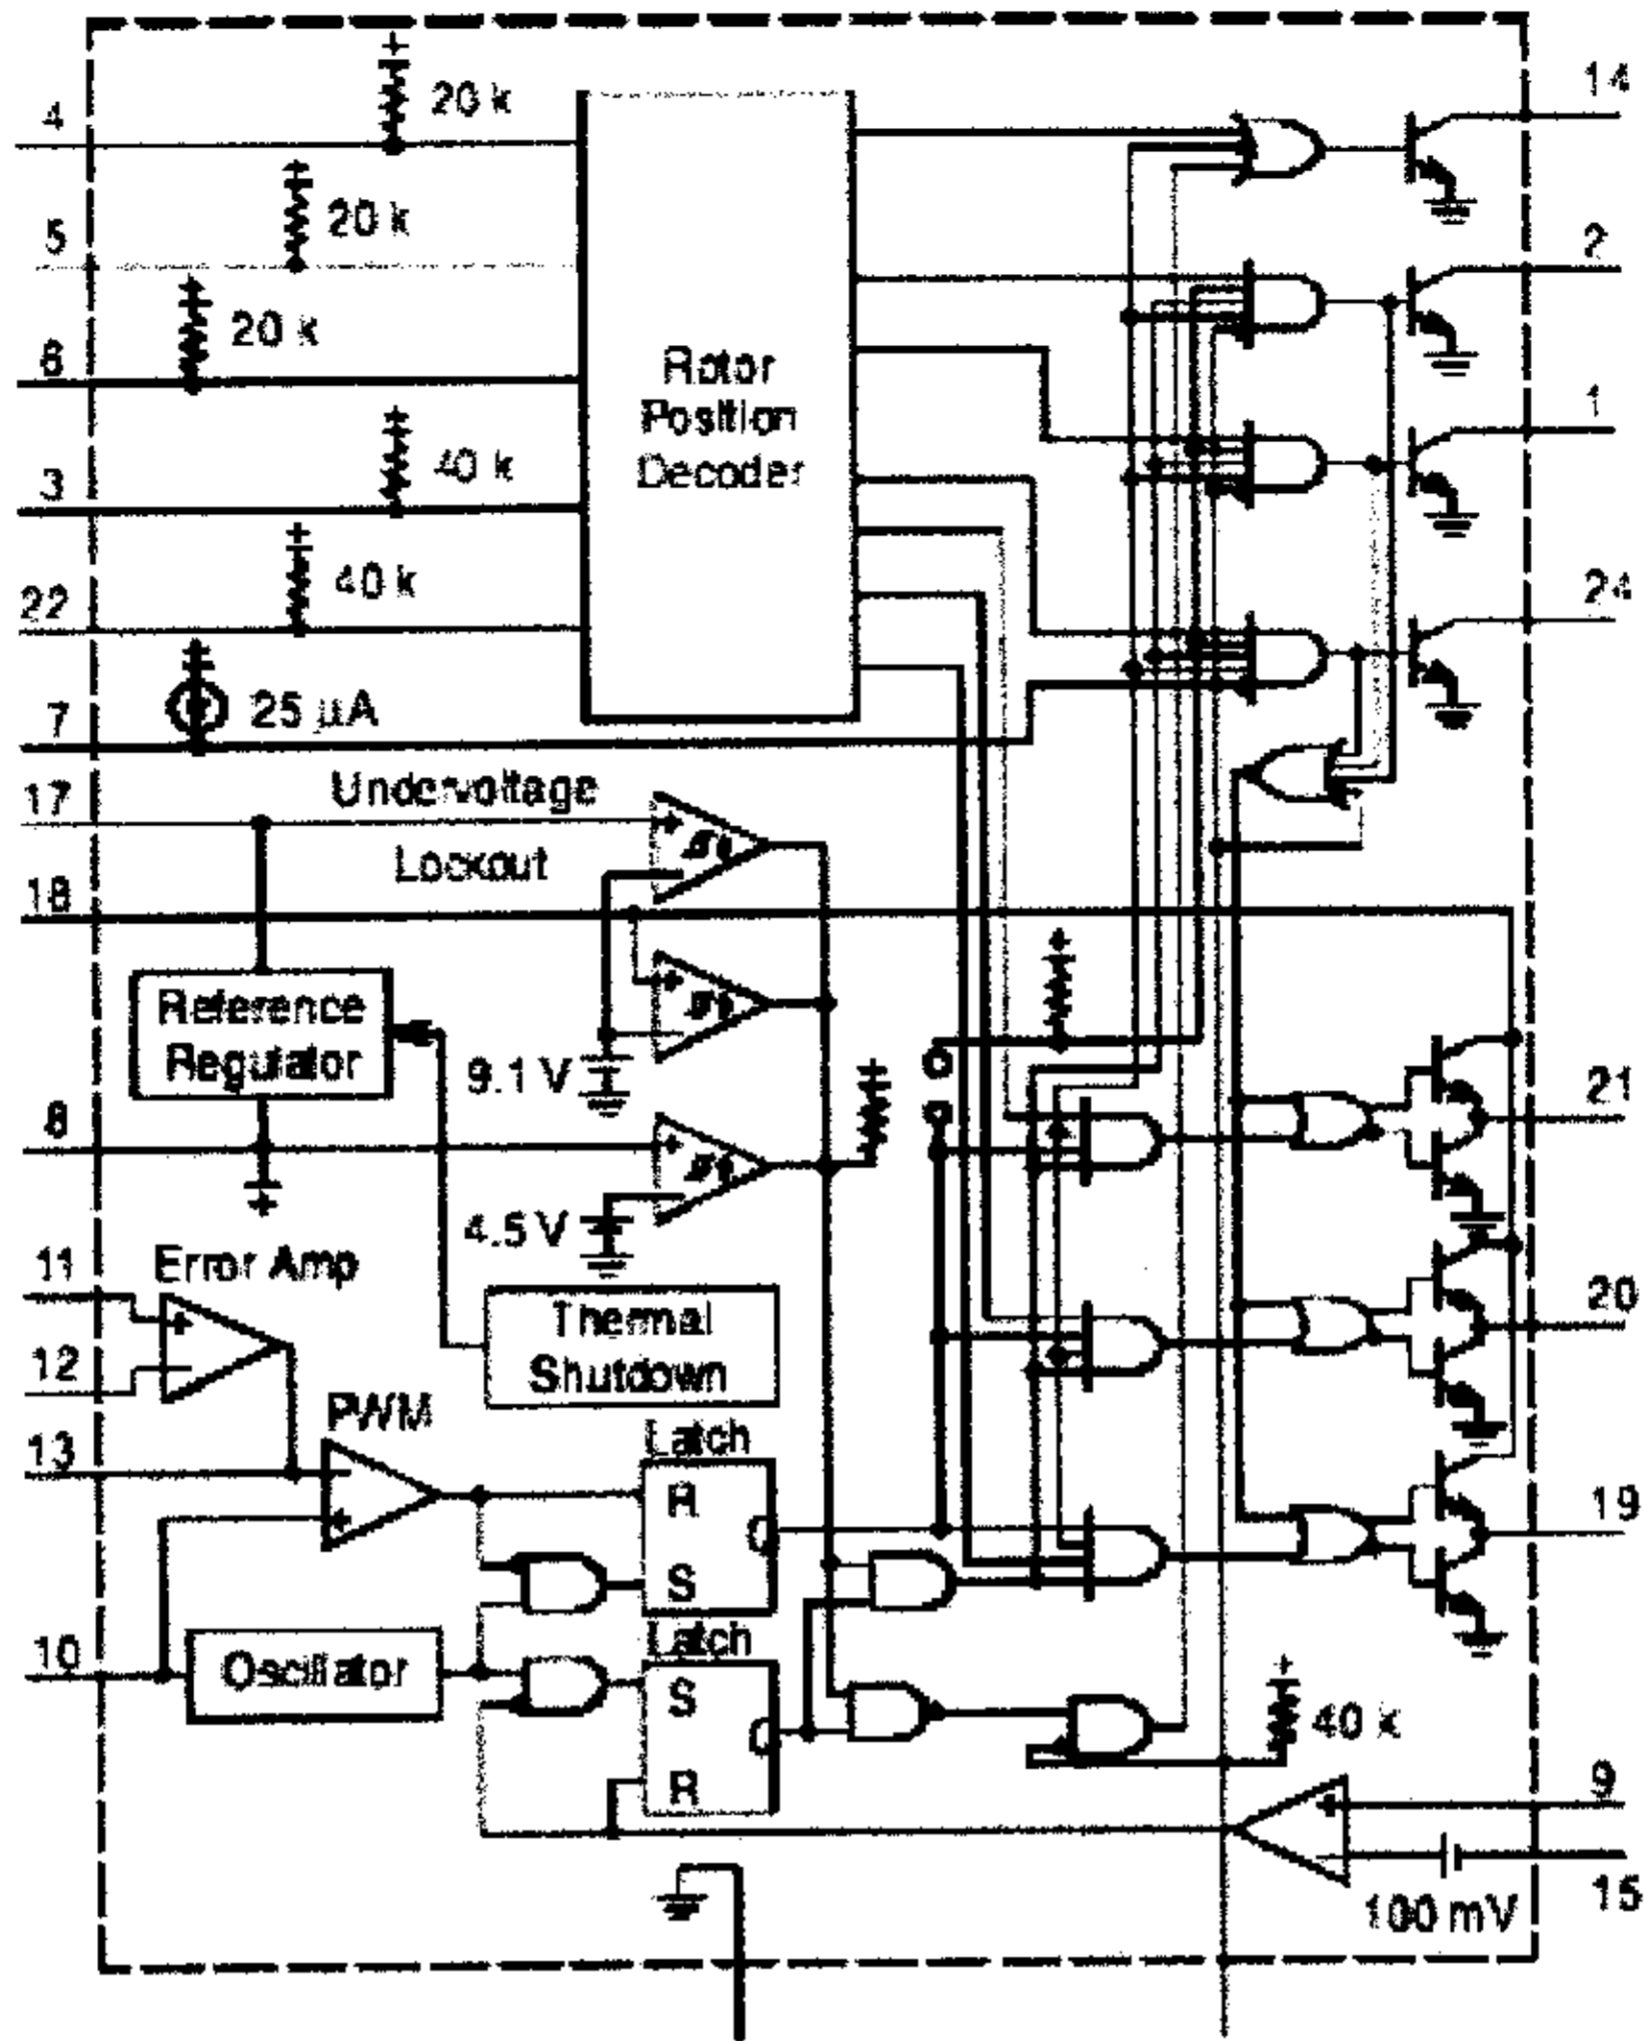 14
4
20 k
5
20 k
2
6
20 k
Rotor
Position
Decoder
1
3
40 k
22
40 k
24
7
25 µA
17
Undervoltage
Lockout
18
Reference
Regulator
9.1 V
8
21
4.5 V
11
Error Amp
Thermal
Shutdown
20
12
PWM
13
Latch
R
S
19
10
Oscillator
Latch
S
R
40 k
9
100 mV
15